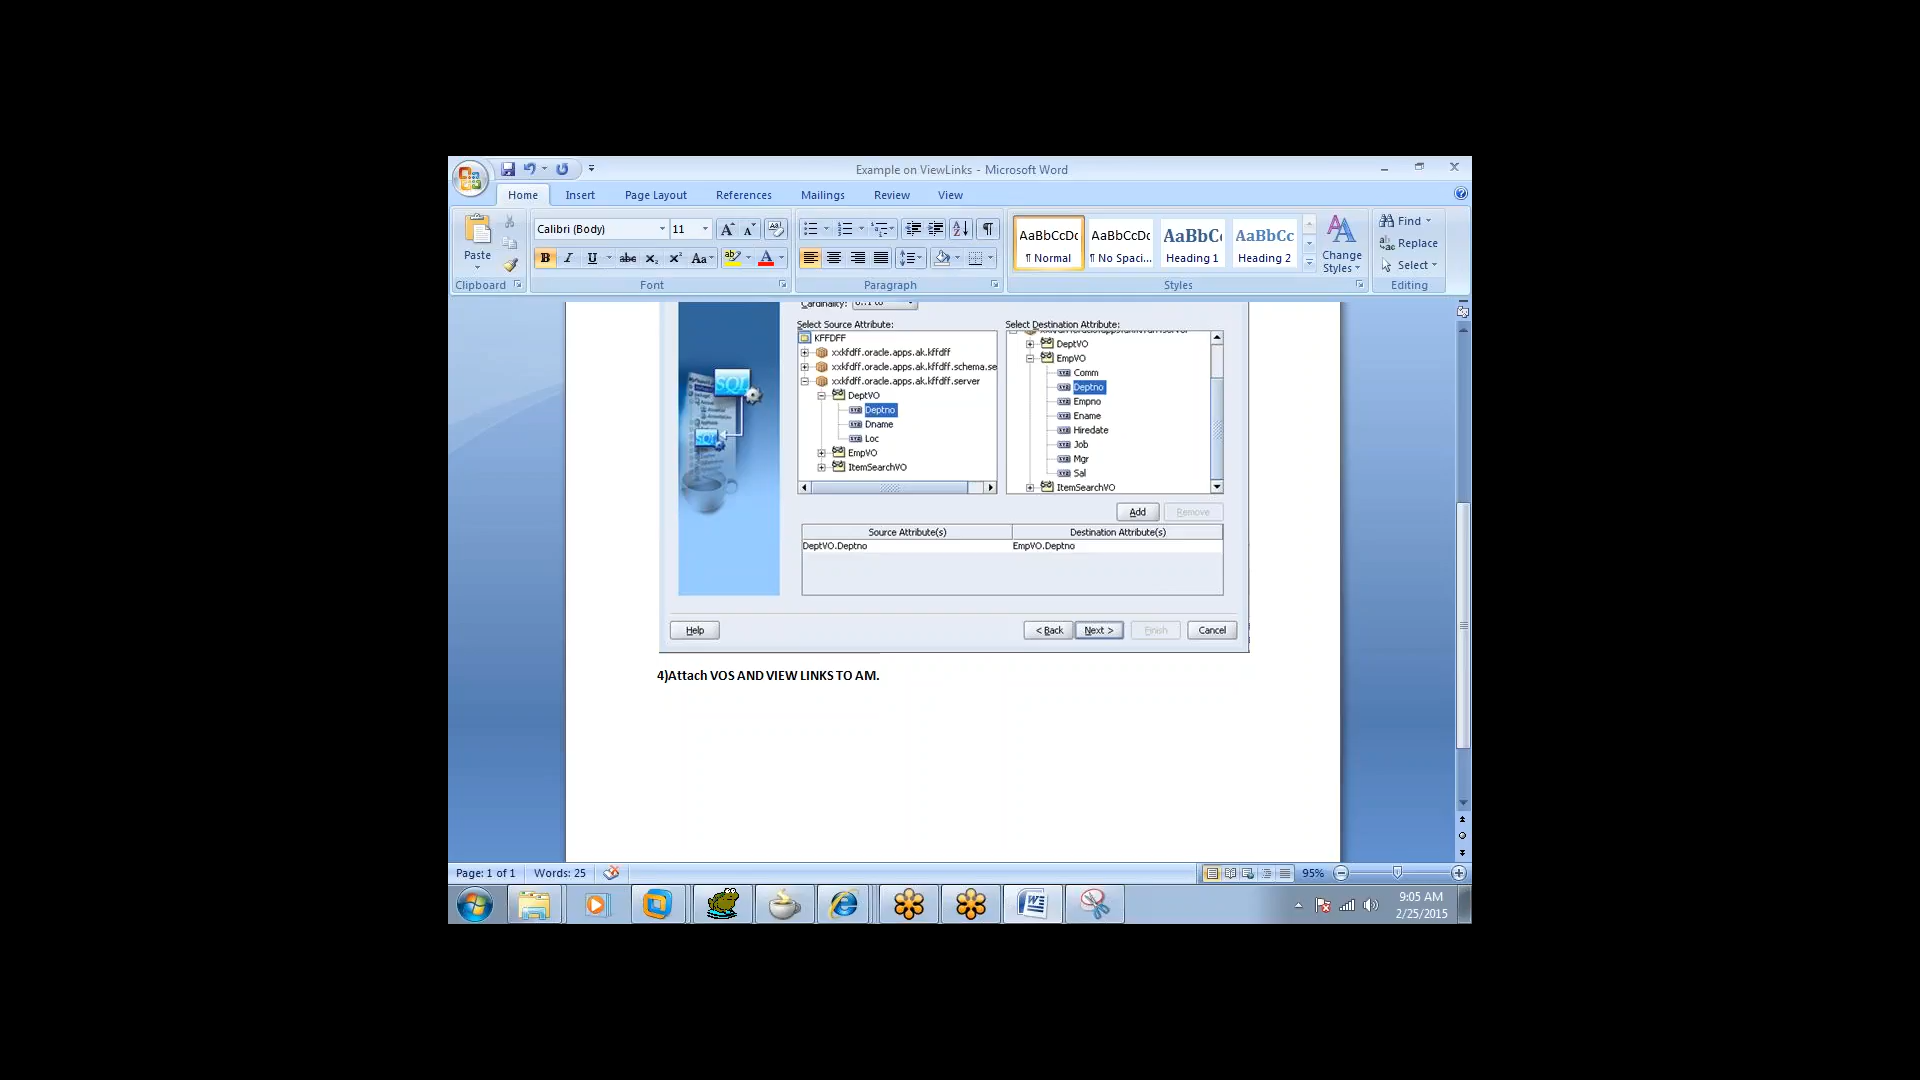 Example on ViewLinks - Microsoft Word
Home Insert Page Layout References Mailings Review View
Paste
Clipboard
Calibri (Body) 11
Font
Paragraph
AaBbCcDc AaBbCcDc AaBbC AaBbCc
¶ Normal ¶ No Spaci... Heading 1 Heading 2
Change Styles
Styles
Find
Replace
Select
Editing
Cardinality:
Select Source Attribute:
KFFDFF
xxkfdff.oracle.apps.ak.kffdff
xxkfdff.oracle.apps.ak.kffdff.schema.se
xxkfdff.oracle.apps.ak.kffdff.server
DeptVO
Deptno
Dname
Loc
EmpVO
ItemSearchVO
Select Destination Attribute:
DeptVO
EmpVO
Comm
Deptno
Empno
Ename
Hiredate
Job
Mgr
Sal
ItemSearchVO
Add Remove
Source Attribute(s) Destination Attribute(s)
DeptVO.Deptno EmpVO.Deptno
Help < Back Next > Finish Cancel
4)Attach VOS AND VIEW LINKS TO AM.
Page: 1 of 1 Words: 25 95%
9:05 AM
2/25/2015